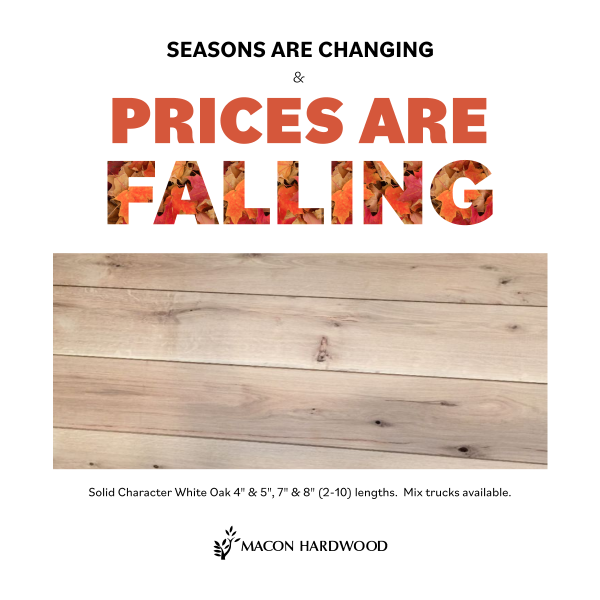 SEASONS ARE CHANGING
&
PRICES ARE
FALLING
Solid Character White Oak 4" & 5", 7" & 8" (2-10) lengths.  Mix trucks available.
MACON HARDWOOD